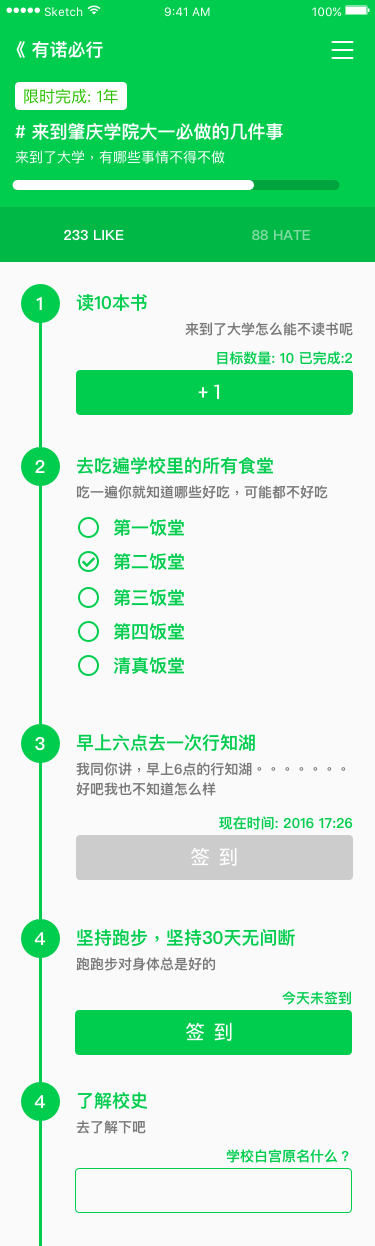 Sketch 9:41 AM 100%
《 有诺必行
限时完成: 1年
# 来到肇庆学院大一必做的几件事
来到了大学，有哪些事情不得不做
233 LIKE 88 HATE
1 读10本书
来到了大学怎么能不读书呢
目标数量: 10 已完成:2
+1
2 去吃遍学校里的所有食堂
吃一遍你就知道哪些好吃，可能都不好吃
第一饭堂
第二饭堂
第三饭堂
第四饭堂
清真饭堂
3 早上六点去一次行知湖
我同你讲，早上6点的行知湖。。。。。。。
好吧我也不知道怎么样
现在时间: 2016 17:26
签 到
4 坚持跑步，坚持30天无间断
跑跑步对身体总是好的
今天未签到
签 到
4 了解校史
去了解下吧
学校白宫原名什么？